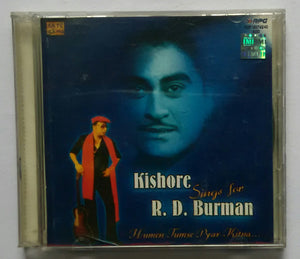 Kishore
Sings for
R. D. Burman
Humen Tumse Pyar Kitna...